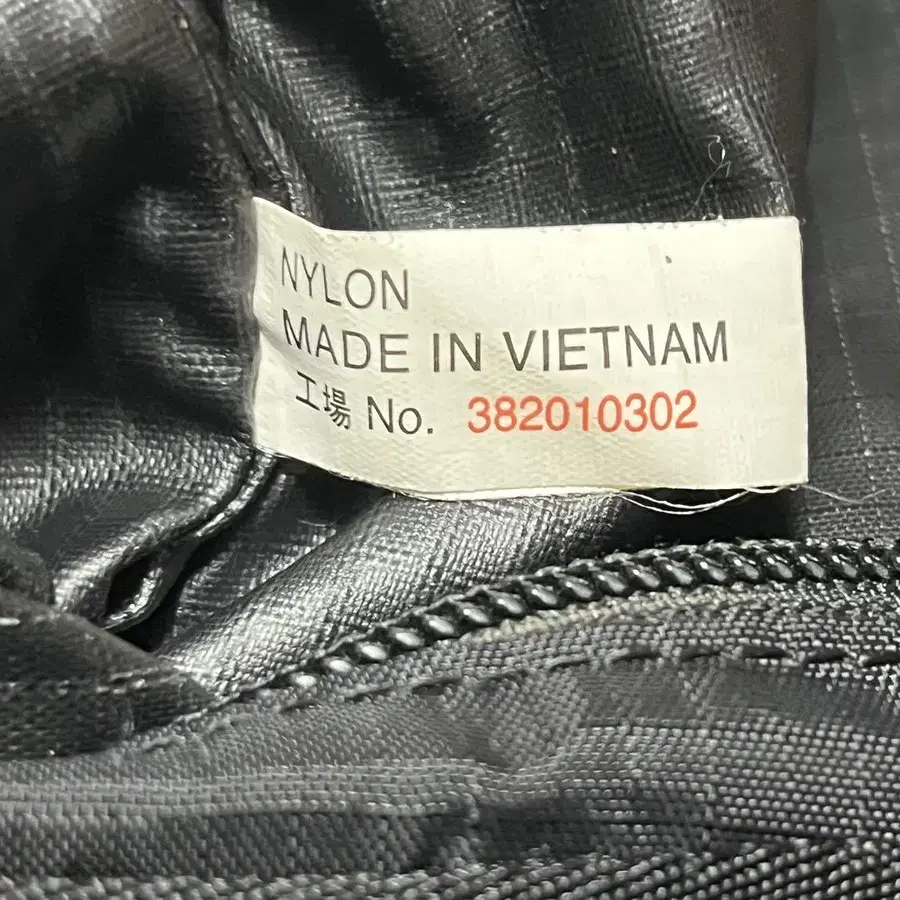 NYLON
MADE IN VIETNAM
工場 No. 382010302